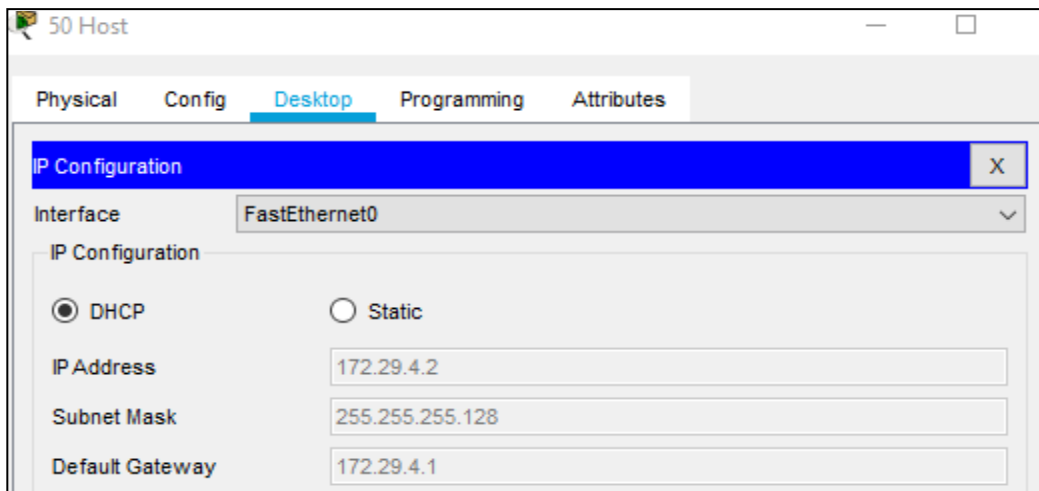 50 Host
Physical Config Desktop Programming Attributes
IP Configuration X
Interface FastEthernet0
IP Configuration
DHCP Static
IP Address 172.29.4.2
Subnet Mask 255.255.255.128
Default Gateway 172.29.4.1